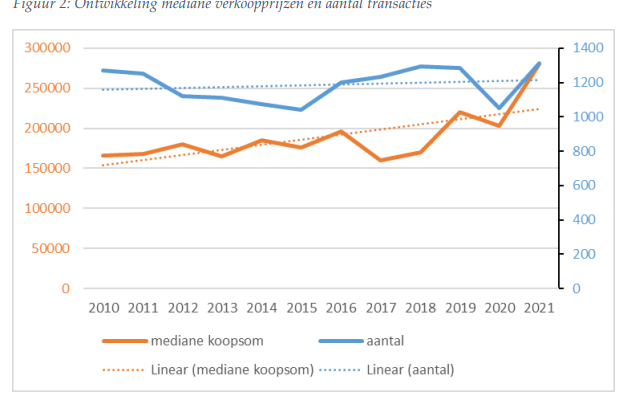 Figuur 2: Ontwikkeling mediane verkoopprijzen en aantal transacties
300000 1400
250000 1200
200000 1000
150000 800
100000 600
50000 400
0 200
0
2010 2011 2012 2013 2014 2015 2016 2017 2018 2019 2020 2021
mediane koopsom aantal
Linear (mediane koopsom) Linear (aantal)